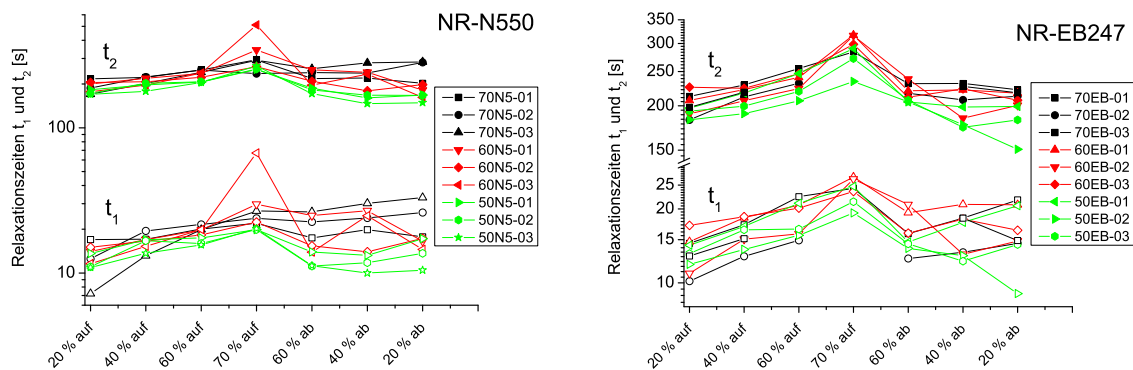 NR-N550
Relaxationszeiten t1 und t2 [s]
t2
t1
100
10
70N5-01
70N5-02
70N5-03
60N5-01
60N5-02
60N5-03
50N5-01
50N5-02
50N5-03
20 % auf
40 % auf
60 % auf
70 % auf
60 % ab
40 % ab
20 % ab
NR-EB247
Relaxationszeiten t1 und t2 [s]
t2
t1
350
300
250
200
150
25
20
15
10
70EB-01
70EB-02
70EB-03
60EB-01
60EB-02
60EB-03
50EB-01
50EB-02
50EB-03
20 % auf
40 % auf
60 % auf
70 % auf
60 % ab
40 % ab
20 % ab